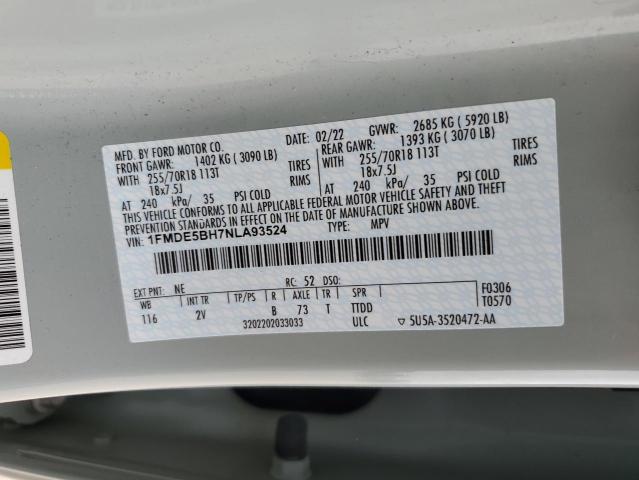 MFD. BY FORD MOTOR CO. DATE: 02/22 GVWR: 2685 KG ( 5920 LB)
FRONT GAWR: 1402 KG ( 3090 LB) REAR GAWR: 1393 KG ( 3070 LB)
WITH 255/70R18 113T TIRES WITH 255/70R18 113T TIRES
18x7.5J RIMS 18x7.5J RIMS
AT 240 kPa/ 35 PSI COLD AT 240 kPa/ 35 PSI COLD
THIS VEHICLE CONFORMS TO ALL APPLICABLE FEDERAL MOTOR VEHICLE SAFETY AND THEFT
PREVENTION STANDARDS IN EFFECT ON THE DATE OF MANUFACTURE SHOWN ABOVE.
VIN: 1FMDE5BH7NLA93524 TYPE: MPV
EXT PNT: NE RC: 52 DSO:
WB INT TR TP/PS R AXLE TR SPR F0306
116 2V B 73 T TTDD T0570
3202202033033 ULC ▽ 5U5A-3520472-AA